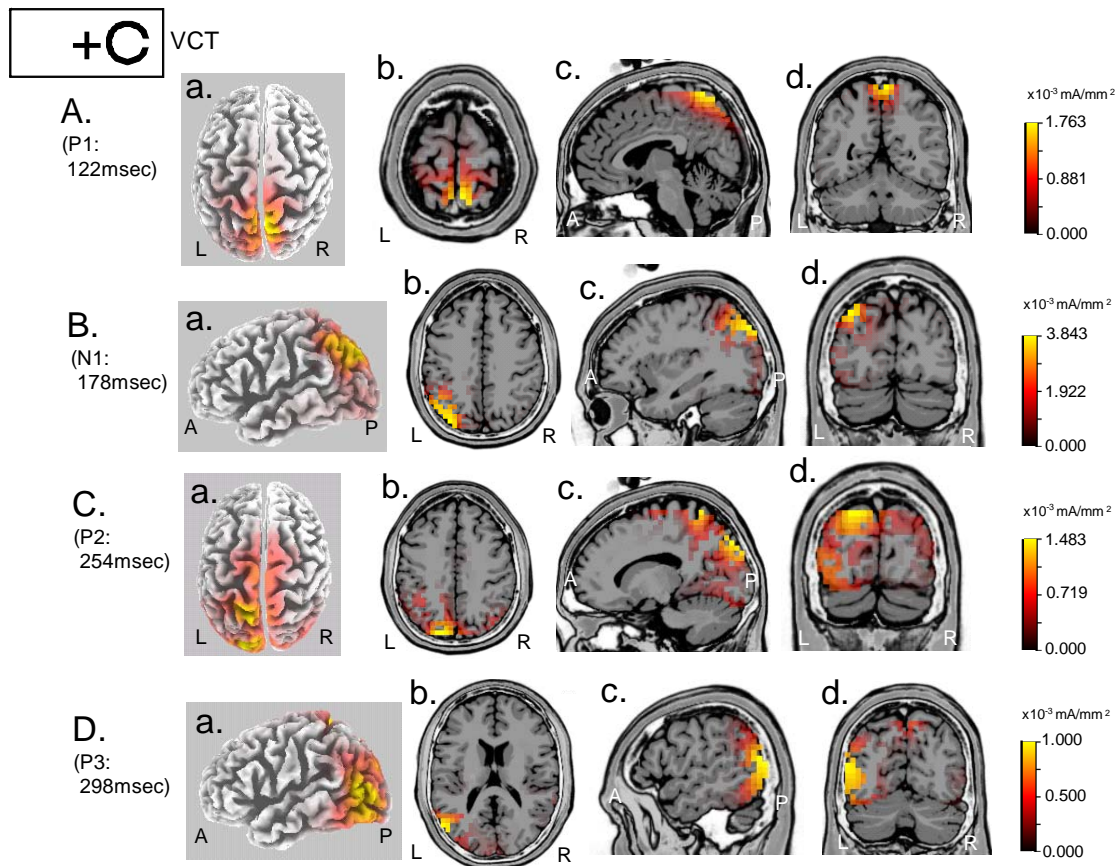 +C VCT
A.
(P1:
122msec)
a.
L R
b.
L R
c.
A P
d.
L R
x10⁻³ mA/mm²
1.763
0.881
0.000
B.
(N1:
178msec)
a.
A P
b.
L R
c.
A P
d.
L R
x10⁻³ mA/mm²
3.843
1.922
0.000
C.
(P2:
254msec)
a.
L R
b.
L R
c.
A P
d.
L R
x10⁻³ mA/mm²
1.483
0.719
0.000
D.
(P3:
298msec)
a.
A P
b.
L R
c.
A P
d.
L R
x10⁻³ mA/mm²
1.000
0.500
0.000